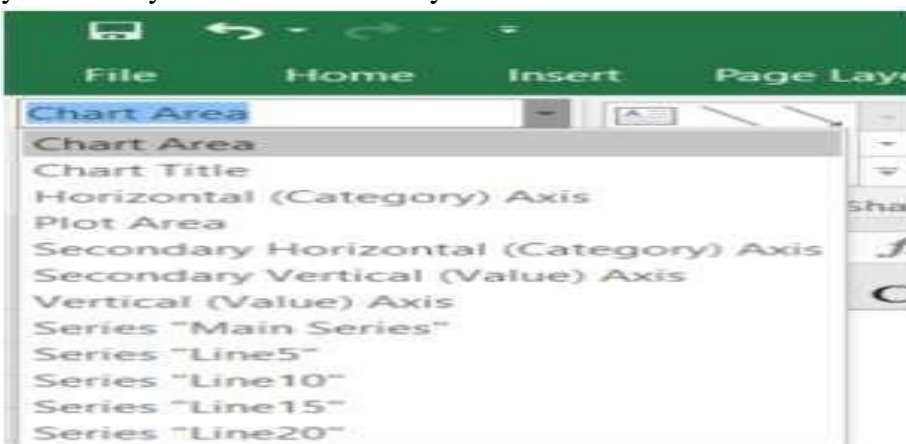 File Home Insert Page Lay
Chart Area
Chart Area
Chart Title
Horizontal (Category) Axis
Plot Area
Secondary Horizontal (Category) Axis
Secondary Vertical (Value) Axis
Vertical (Value) Axis
Series "Main Series"
Series "Line5"
Series "Line10"
Series "Line15"
Series "Line20"